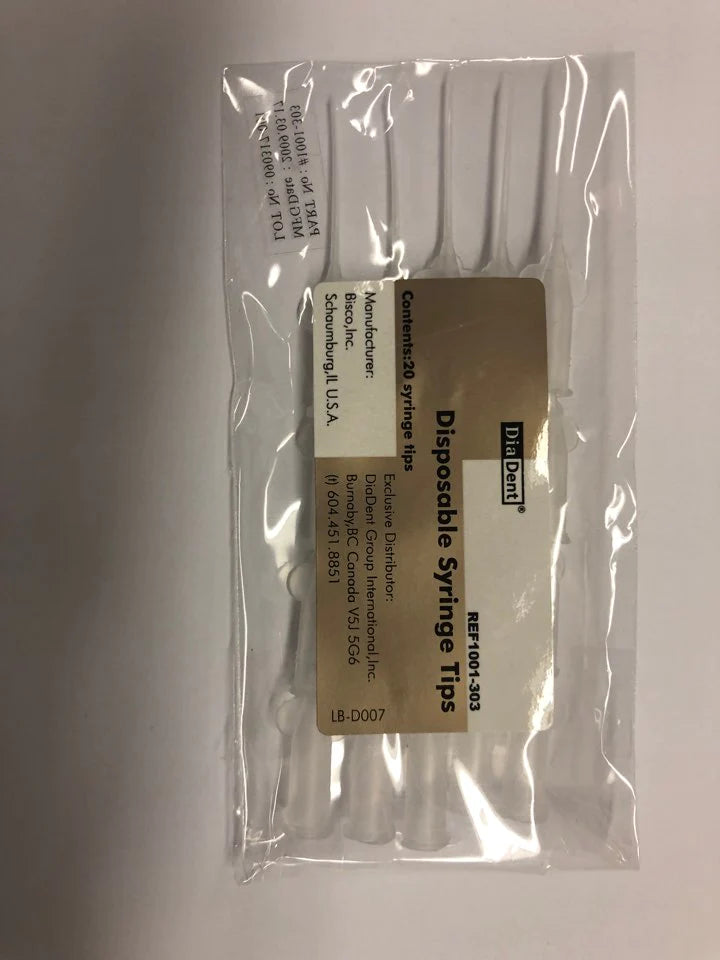 DiaDent®
REF1001-303
Disposable Syringe Tips
Contents:20 syringe tips
Manufacturer:
Bisco,Inc.
Schaumburg,IL U.S.A.
Exclusive Distributor:
DiaDent Group International,Inc.
Burnaby,BC Canada V5J 5G6
(t) 604.451.8851
LB-D007
PART No : #1001-303
MFGDate : 2009.03.17
LOT No :